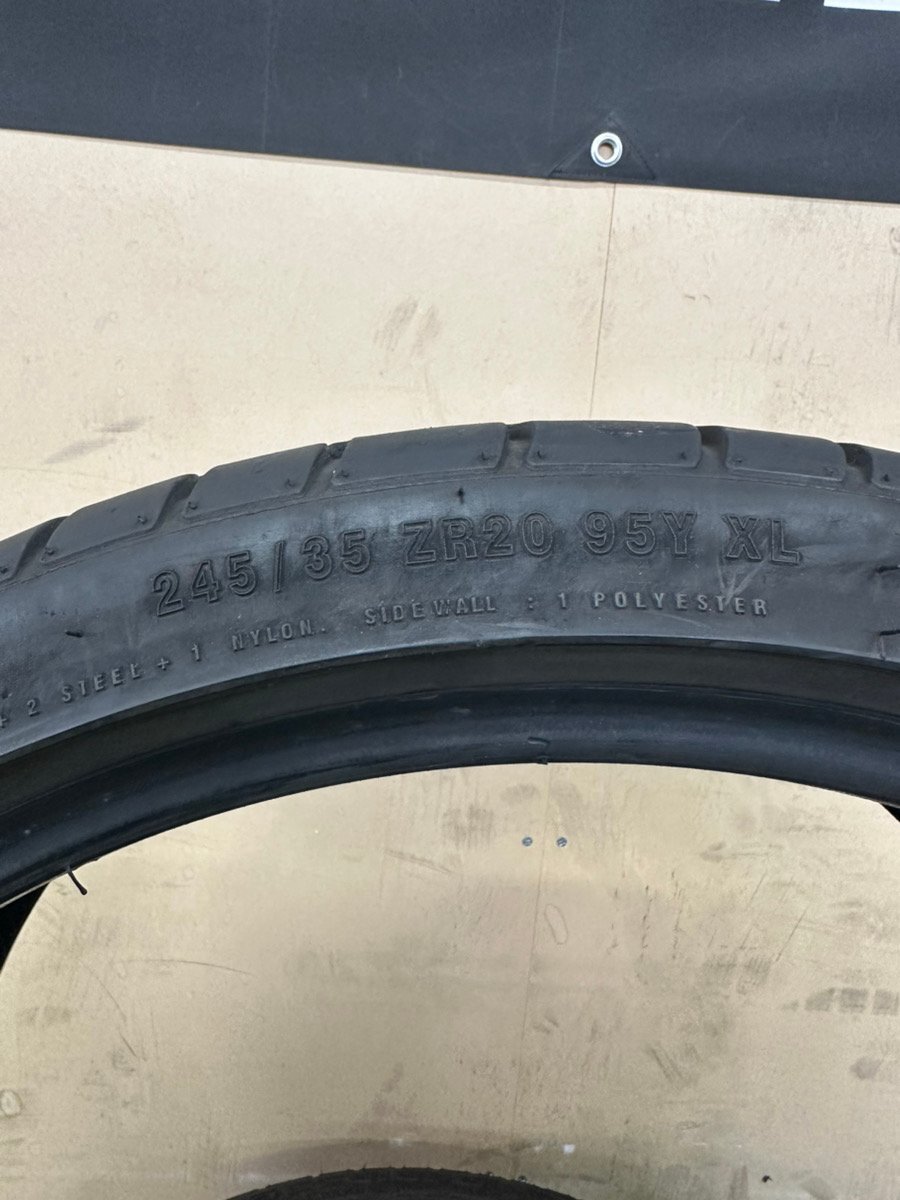 245/35 ZR20 95Y XL
+ 2 STEEL + 1 NYLON. SIDEWALL : 1 POLYESTER